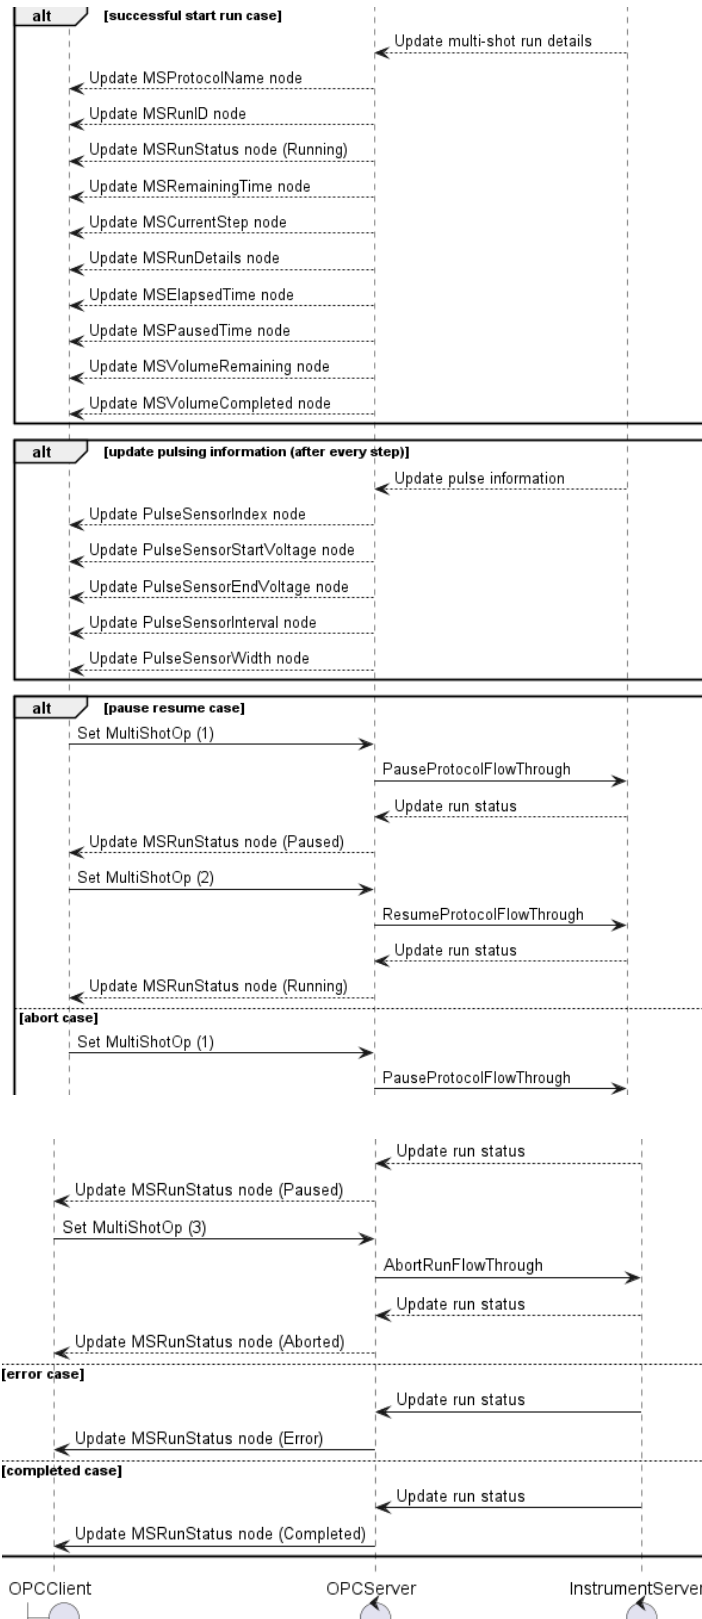 alt [successful start run case]
Update multi-shot run details
Update MSProtocolName node
Update MSRunID node
Update MSRunStatus node (Running)
Update MSRemainingTime node
Update MSCurrentStep node
Update MSRunDetails node
Update MSElapsedTime node
Update MSPausedTime node
Update MSVolumeRemaining node
Update MSVolumeCompleted node
alt [update pulsing information (after every step)]
Update pulse information
Update PulseSensorIndex node
Update PulseSensorStartVoltage node
Update PulseSensorEndVoltage node
Update PulseSensorInterval node
Update PulseSensorWidth node
alt [pause resume case]
Set MultiShotOp (1)
PauseProtocolFlowThrough
Update run status
Update MSRunStatus node (Paused)
Set MultiShotOp (2)
ResumeProtocolFlowThrough
Update run status
Update MSRunStatus node (Running)
[abort case]
Set MultiShotOp (1)
PauseProtocolFlowThrough
Update run status
Update MSRunStatus node (Paused)
Set MultiShotOp (3)
AbortRunFlowThrough
Update run status
Update MSRunStatus node (Aborted)
[error case]
Update run status
Update MSRunStatus node (Error)
[completed case]
Update run status
Update MSRunStatus node (Completed)
OPCClient OPCServer InstrumentServer